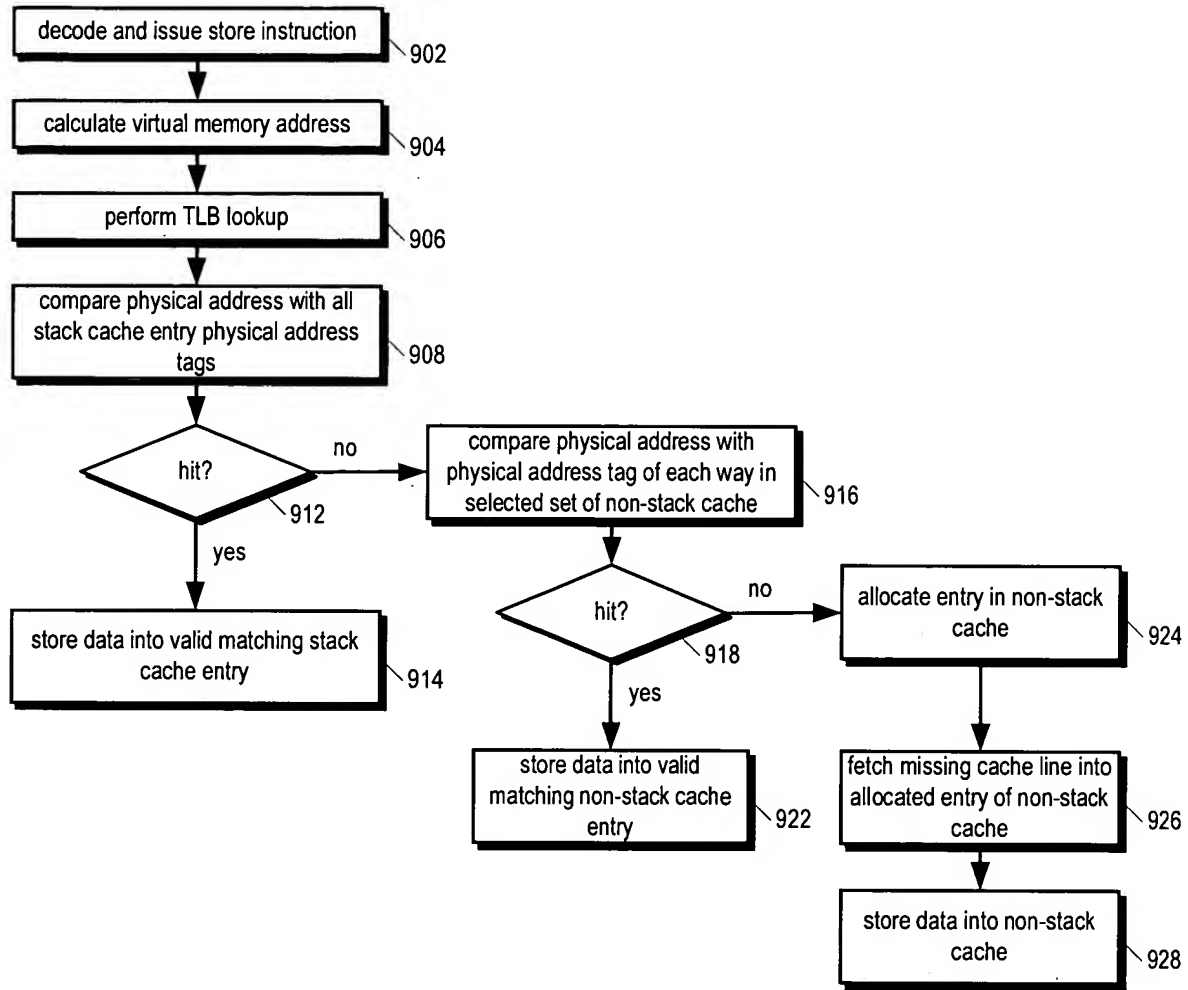 decode and issue store instruction
902
calculate virtual memory address
904
perform TLB lookup
906
compare physical address with all
stack cache entry physical address
tags
908
hit?
912
no
yes
store data into valid matching stack
cache entry
914
compare physical address with
physical address tag of each way in
selected set of non-stack cache
916
hit?
918
no
yes
store data into valid
matching non-stack cache
entry
922
allocate entry in non-stack
cache
924
fetch missing cache line into
allocated entry of non-stack
cache
926
store data into non-stack
cache
928